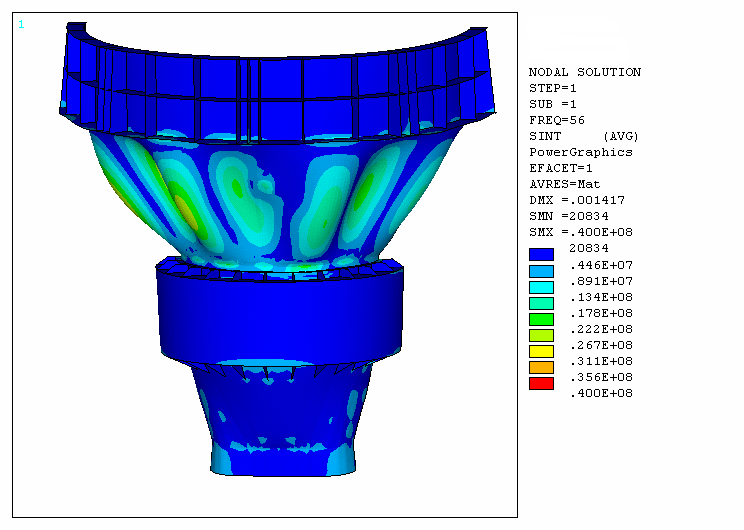 1
NODAL SOLUTION
STEP=1
SUB =1
FREQ=56
SINT     (AVG)
PowerGraphics
EFACET=1
AVRES=Mat
DMX =.001417
SMN =20834
SMX =.400E+08
20834
.446E+07
.891E+07
.134E+08
.178E+08
.222E+08
.267E+08
.311E+08
.356E+08
.400E+08